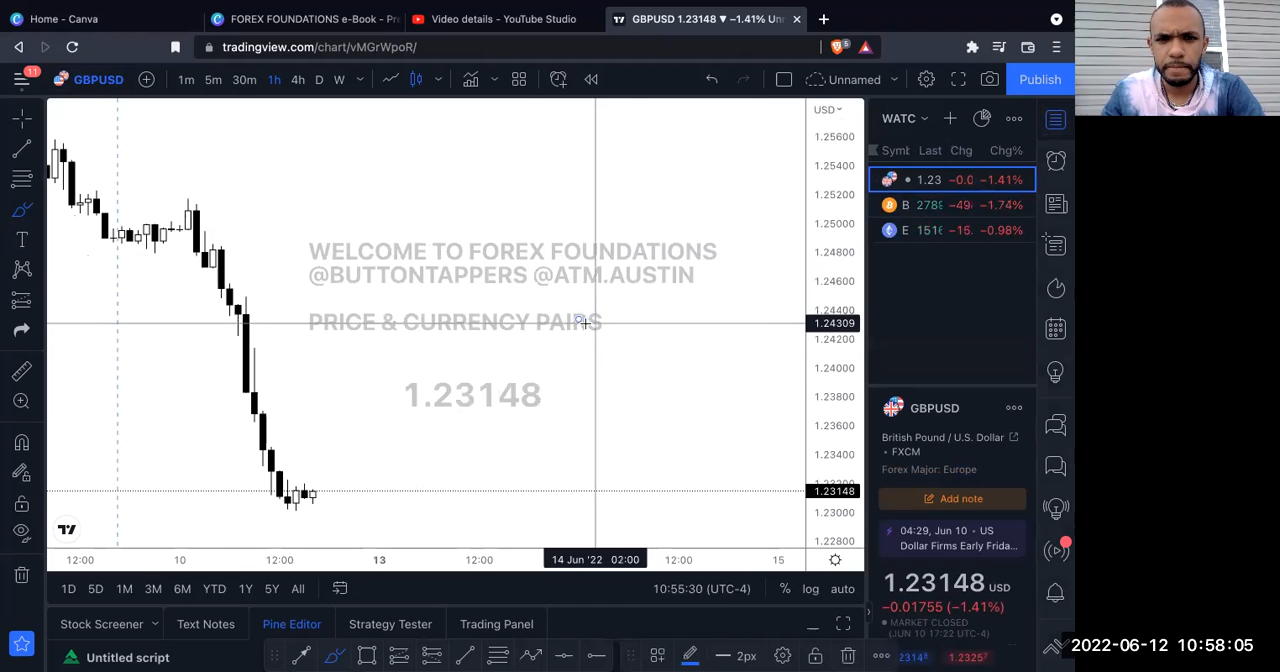 Home - Canva
FOREX FOUNDATIONS e-Book - Pre
Video details - YouTube Studio
GBPUSD 1.23148 ▼ −1.41% Unn
tradingview.com/chart/vMGrWpoR/
5
11
GBPUSD
1m 5m 30m 1h 4h D W
Unnamed
Publish
USD
1.25600
1.25400
1.25200
1.25000
1.24800
1.24600
1.24400
1.24309
1.24200
1.24000
1.23800
1.23600
1.23400
1.23148
1.23000
1.22800
WELCOME TO FOREX FOUNDATIONS
@BUTTONTAPPERS @ATM.AUSTIN
PRICE & CURRENCY PAIRS
1.23148
WATC
Symb Last Chg Chg%
1.23 −0.0 −1.41%
B 2789 −49 −1.74%
E 1516 −15. −0.98%
GBPUSD
British Pound / U.S. Dollar
• FXCM
Forex Major: Europe
Add note
04:29, Jun 10 • US
Dollar Firms Early Frida...
1.23148 USD
−0.01755 (−1.41%)
MARKET CLOSED
(JUN 10 17:22 UTC-4)
12:00 10 12:00 13 12:00 14 Jun '22 02:00 12:00 15
1D 5D 1M 3M 6M YTD 1Y 5Y All
10:55:30 (UTC-4) % log auto
Stock Screener Text Notes Pine Editor Strategy Tester Trading Panel
Untitled script
2px
2314⁸ 1.2325⁷
2022-06-12 10:58:05